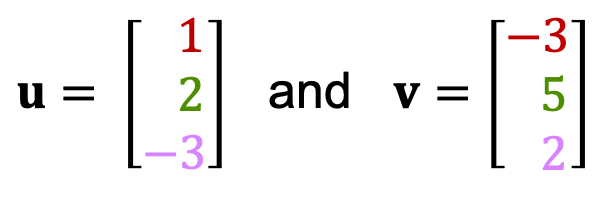 1 −3
u = [ 2 ] and v = [ 5 ]
−3 2